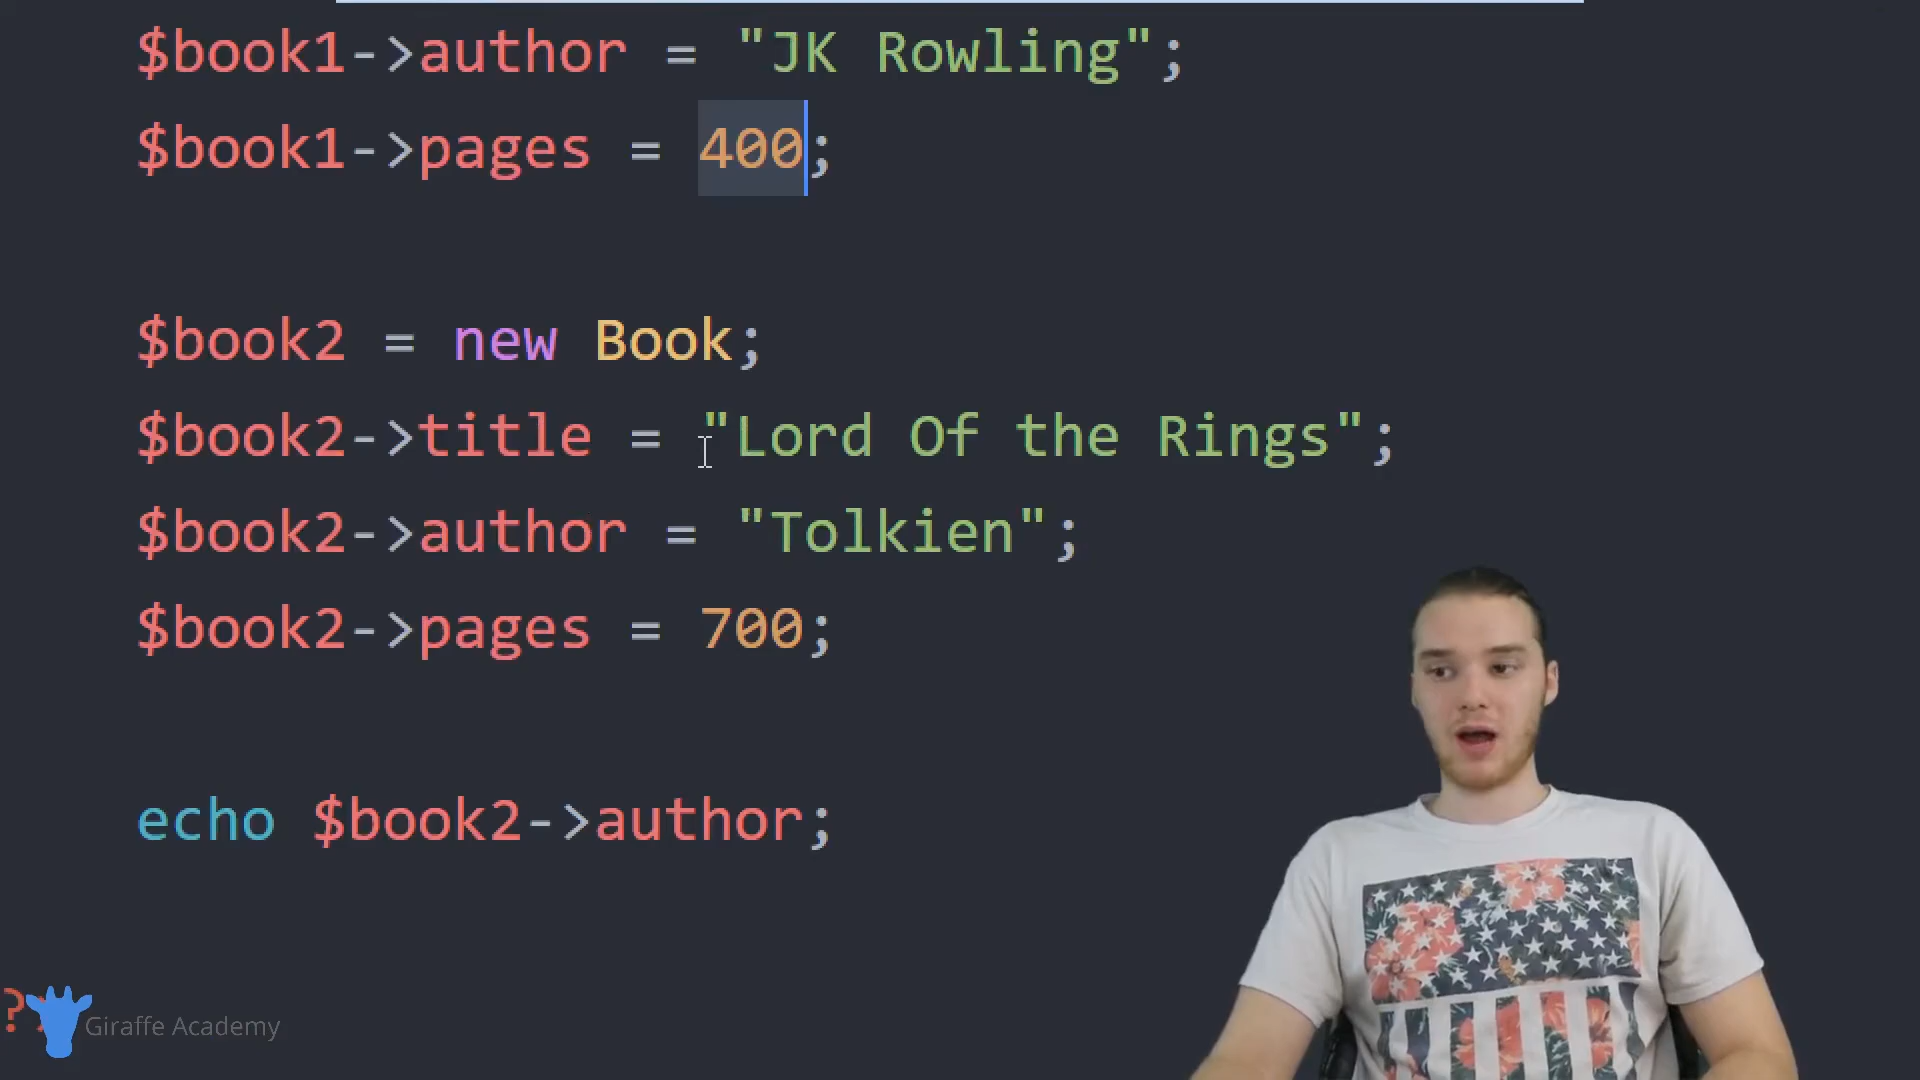 $book1->author = "JK Rowling";
$book1->pages = 400;
$book2 = new Book;
$book2->title = "Lord Of the Rings";
$book2->author = "Tolkien";
$book2->pages = 700;
echo $book2->author;
?>
Giraffe Academy